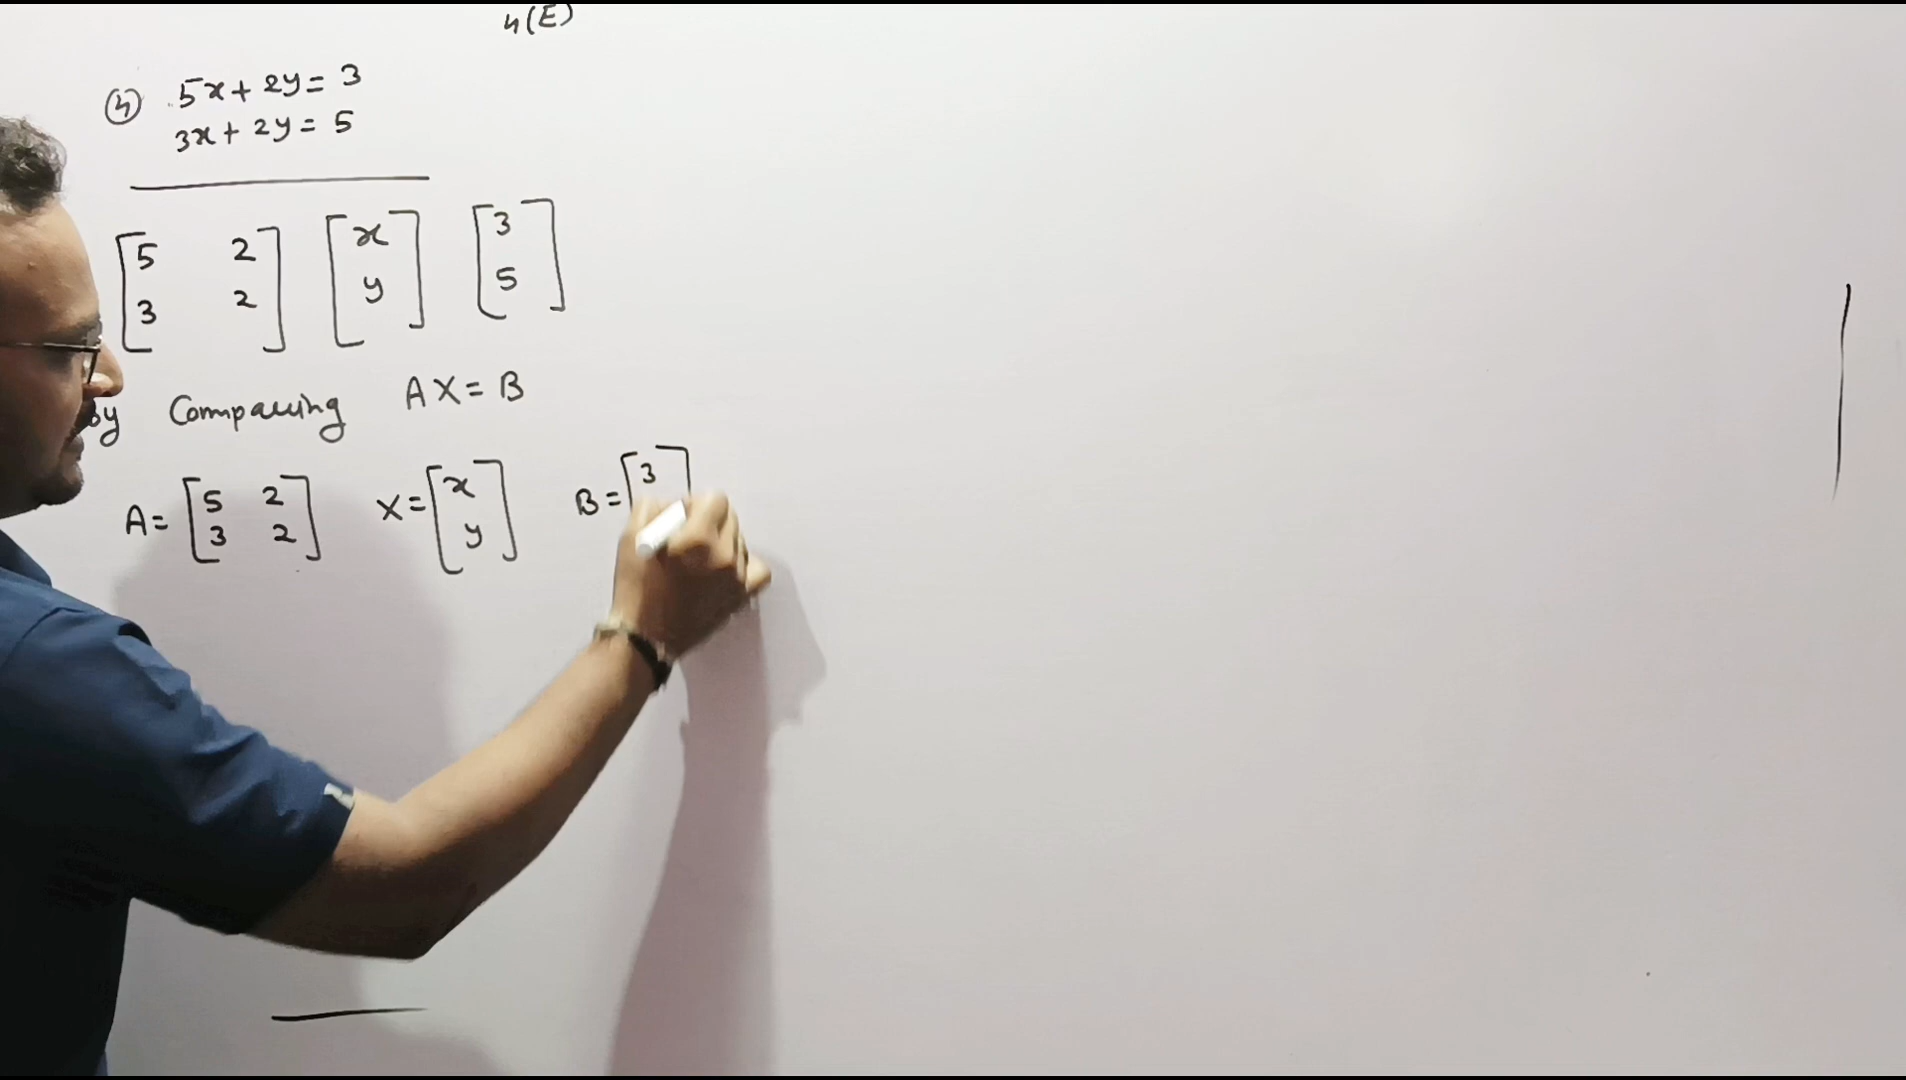 4(E)
④ 5x + 2y = 3
3x + 2y = 5
[5 2] [x] [3]
[3 2] [y] [5]
By Comparing AX = B
A = [5 2] X = [x] B = [3
[3 2] [y]